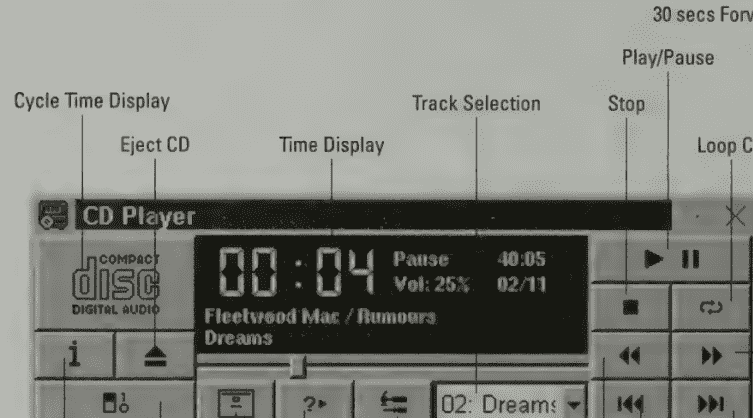 30 secs Forw
Play/Pause
Cycle Time Display
Track Selection
Stop
Eject CD
Time Display
Loop C
CD Player
COMPACT
disc
DIGITAL AUDIO
00:04
Pause
40:05
Vol: 25%
02/11
Fleetwood Mac / Rumours
Dreams
i
?
02: Dreams